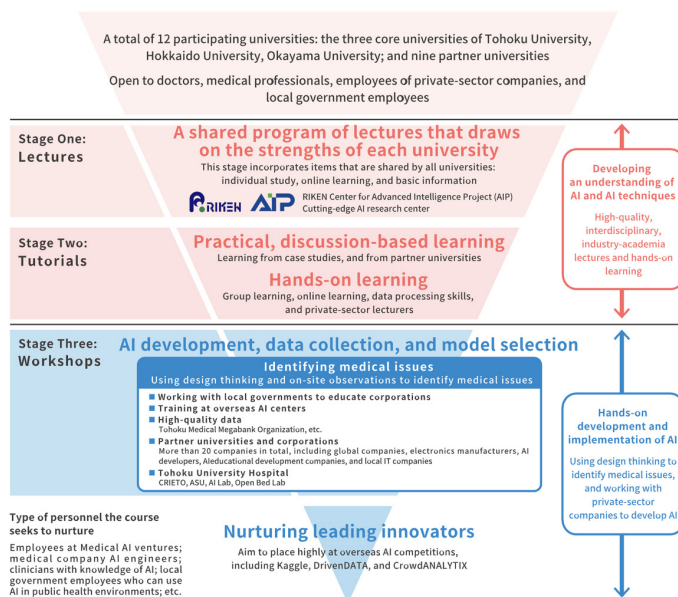 A total of 12 participating universities: the three core universities of Tohoku University,
Hokkaido University, Okayama University; and nine partner universities
Open to doctors, medical professionals, employees of private-sector companies, and
local government employees
Stage One:
Lectures
A shared program of lectures that draws
on the strengths of each university
This stage incorporates items that are shared by all universities:
individual study, online learning, and basic information
RIKEN
AIP
RIKEN Center for Advanced Intelligence Project (AIP)
Cutting-edge AI research center
Developing
an understanding of
AI and AI techniques
High-quality,
interdisciplinary,
industry-academia
lectures and hands-on
learning
Stage Two:
Tutorials
Practical, discussion-based learning
Learning from case studies, and from partner universities
Hands-on learning
Group learning, online learning, data processing skills,
and private-sector lecturers
Stage Three:
Workshops
AI development, data collection, and model selection
Identifying medical issues
Using design thinking and on-site observations to identify medical issues
Working with local governments to educate corporations
Training at overseas AI centers
High-quality data
Tohoku Medical Megabank Organization, etc.
Partner universities and corporations
More than 20 companies in total, including global companies, electronics manufacturers, AI
developers, AIeducational development companies, and local IT companies
Tohoku University Hospital
CRIETO, ASU, AI Lab, Open Bed Lab
Hands-on
development and
implementation of AI
Using design thinking to
identify medical issues,
and working with
private-sector
companies to develop AI
Type of personnel the course
seeks to nurture
Employees at Medical AI ventures;
medical company AI engineers;
clinicians with knowledge of AI; local
government employees who can use
AI in public health environments; etc.
Nurturing leading innovators
Aim to place highly at overseas AI competitions,
including Kaggle, DrivenDATA, and CrowdANALYTIX